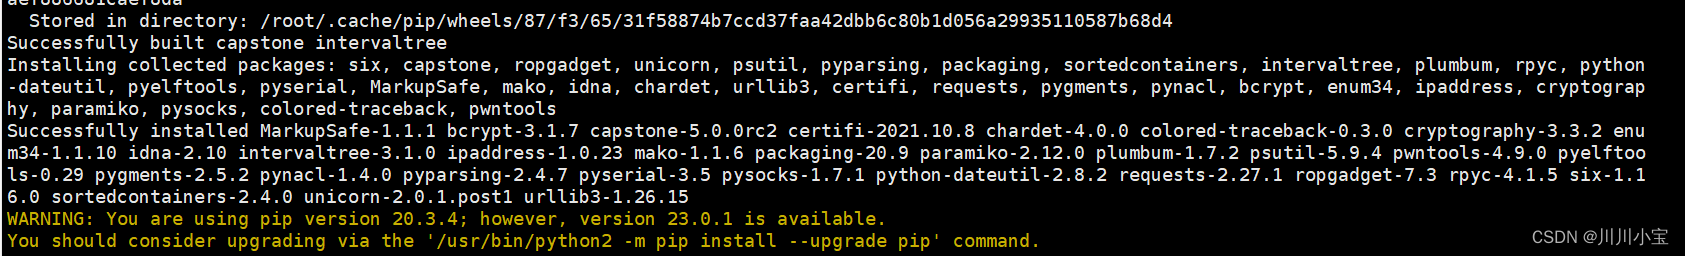 Stored in directory: /root/.cache/pip/wheels/87/f3/65/31f58874b7ccd37faa42dbb6c80b1d056a29935110587b68d4
Successfully built capstone intervaltree
Installing collected packages: six, capstone, ropgadget, unicorn, psutil, pyparsing, packaging, sortedcontainers, intervaltree, plumbum, rpyc, python
-dateutil, pyelftools, pyserial, MarkupSafe, mako, idna, chardet, urllib3, certifi, requests, pygments, pynacl, bcrypt, enum34, ipaddress, cryptograp
hy, paramiko, pysocks, colored-traceback, pwntools
Successfully installed MarkupSafe-1.1.1 bcrypt-3.1.7 capstone-5.0.0rc2 certifi-2021.10.8 chardet-4.0.0 colored-traceback-0.3.0 cryptography-3.3.2 enu
m34-1.1.10 idna-2.10 intervaltree-3.1.0 ipaddress-1.0.23 mako-1.1.6 packaging-20.9 paramiko-2.12.0 plumbum-1.7.2 psutil-5.9.4 pwntools-4.9.0 pyelftoo
ls-0.29 pygments-2.5.2 pynacl-1.4.0 pyparsing-2.4.7 pyserial-3.5 pysocks-1.7.1 python-dateutil-2.8.2 requests-2.27.1 ropgadget-7.3 rpyc-4.1.5 six-1.1
6.0 sortedcontainers-2.4.0 unicorn-2.0.1.post1 urllib3-1.26.15
WARNING: You are using pip version 20.3.4; however, version 23.0.1 is available.
You should consider upgrading via the '/usr/bin/python2 -m pip install --upgrade pip' command.
CSDN @川川小宝